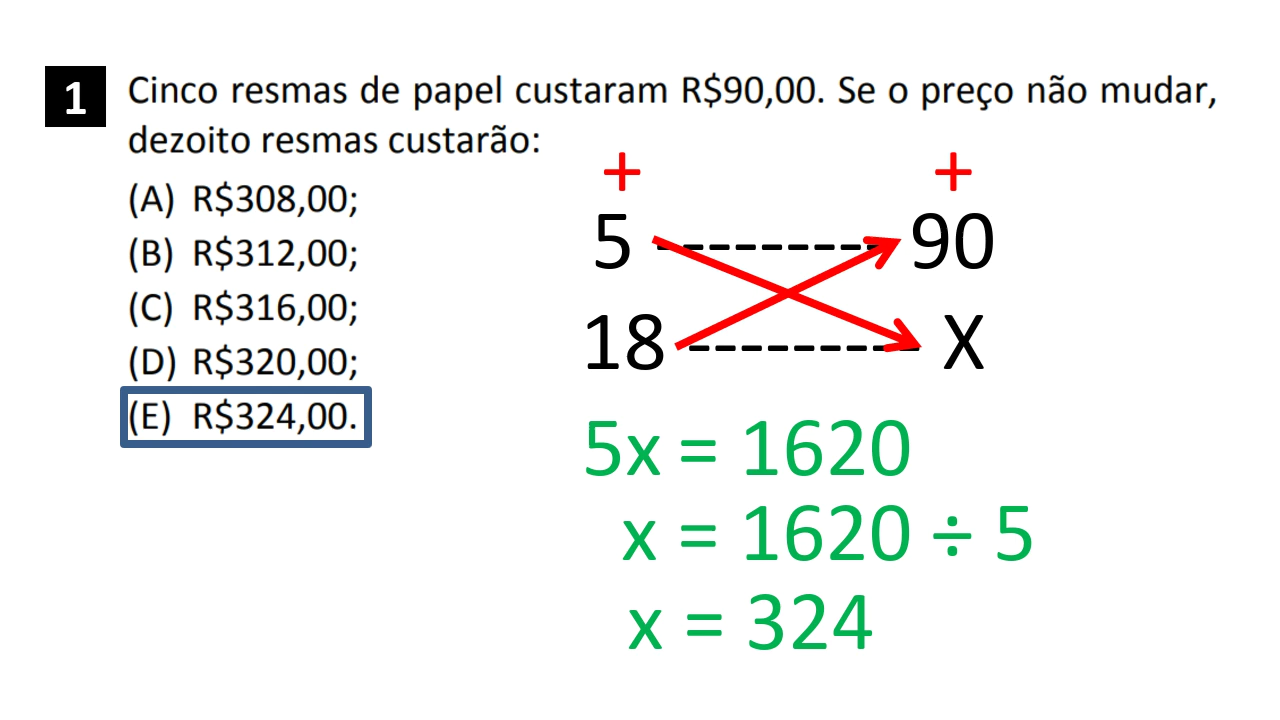 1
Cinco resmas de papel custaram R$90,00. Se o preço não mudar,
dezoito resmas custarão:
(A) R$308,00;
(B) R$312,00;
(C) R$316,00;
(D) R$320,00;
(E) R$324,00.
+ +
5 --------- 90
18 --------- X
5x = 1620
x = 1620 ÷ 5
x = 324